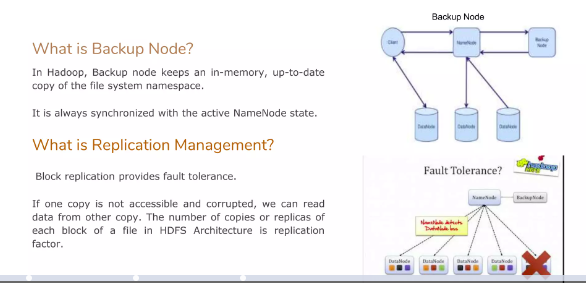 What is Backup Node?
In Hadoop, Backup node keeps an in-memory, up-to-date
copy of the file system namespace.
It is always synchronized with the active NameNode state.
What is Replication Management?
Block replication provides fault tolerance.
If one copy is not accessible and corrupted, we can read
data from other copy. The number of copies or replicas of
each block of a file in HDFS Architecture is replication
factor.
Backup Node
Client
NameNode
Backup
Node
DataNode
DataNode
DataNode
Fault Tolerance?
NameNode
BackupNode
NameNode detects
DataNode loss
DataNode
DataNode
DataNode
DataNode